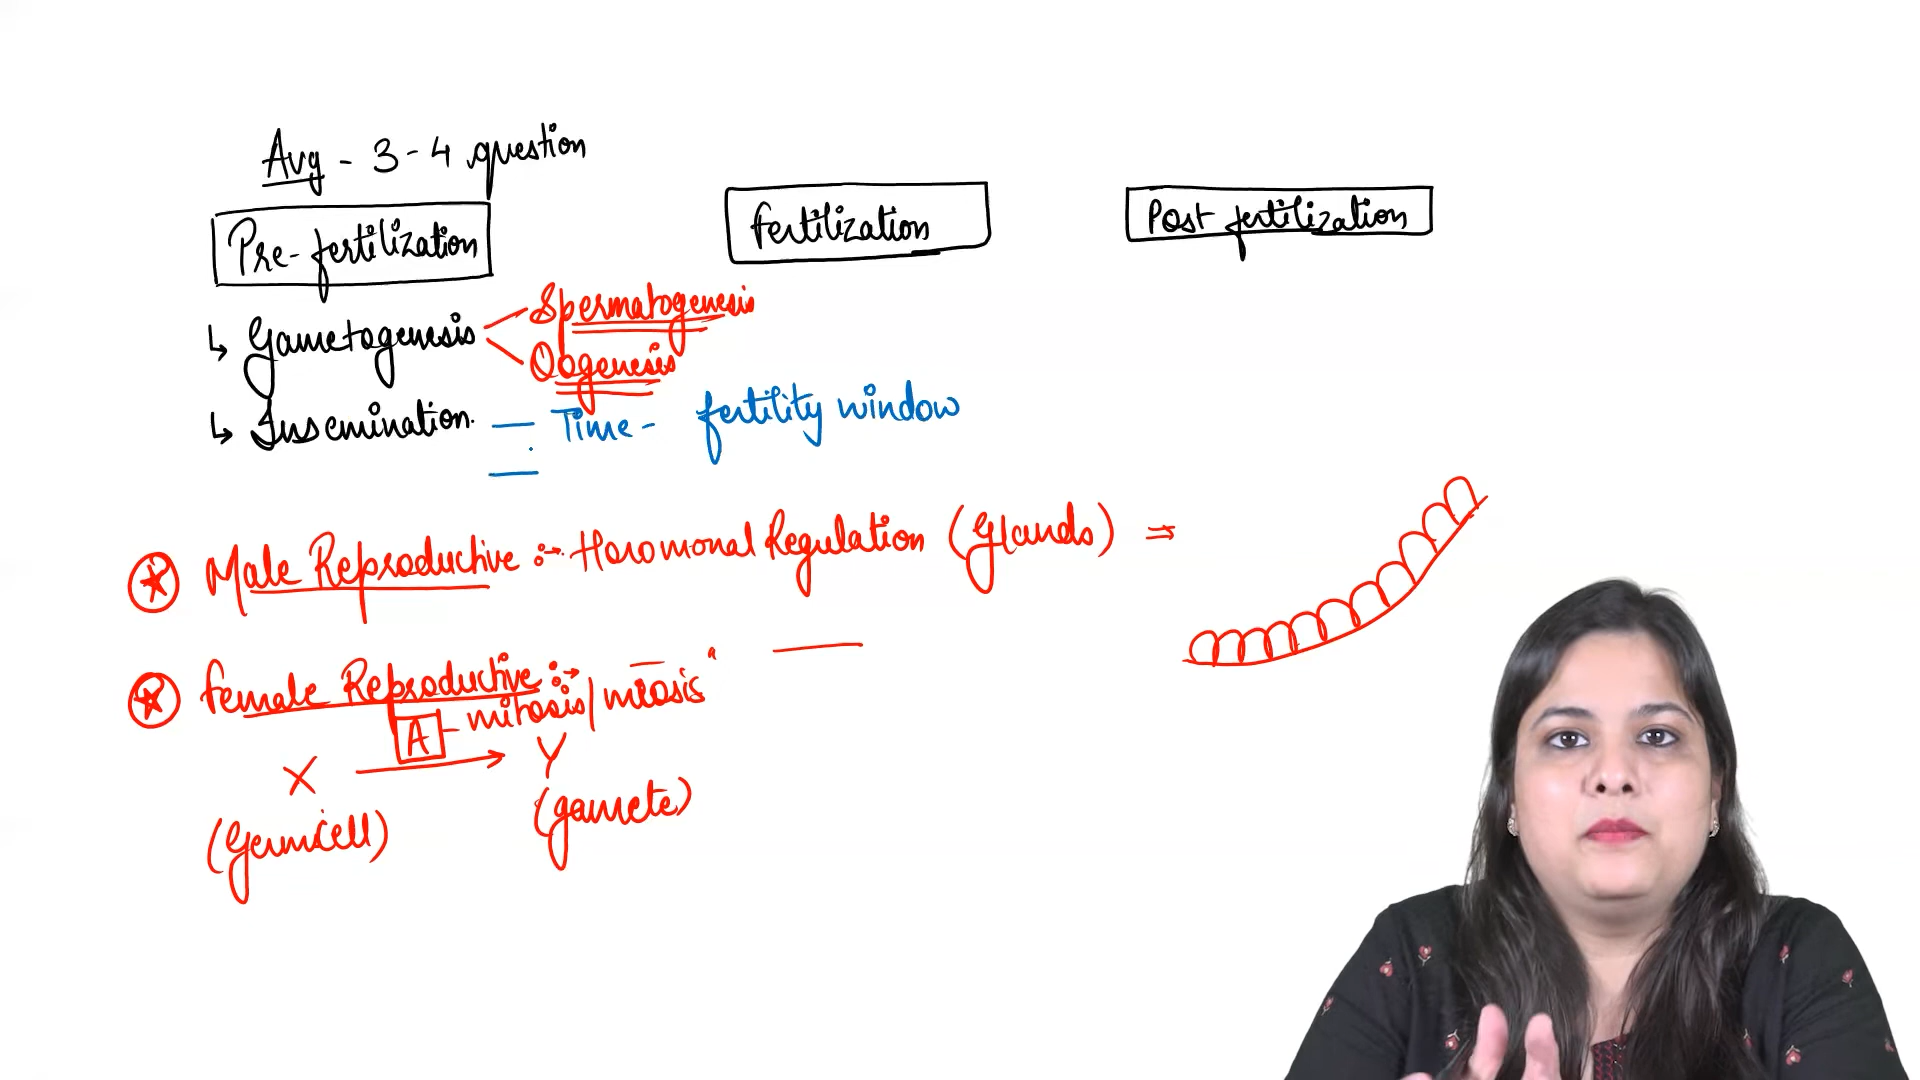 Avg - 3-4 question
Pre-fertilization
fertilization
Post fertilization
↳ Gametogenesis
Spermatogenesis
Oogenesis
↳ Insemination.
Time - fertility window
Male Reproductive :→ Horomonal Regulation (Glands) ⇒
Female Reproductive :→
A - mitosis/meiosis
X → Y
(Germcell)
(gamete)